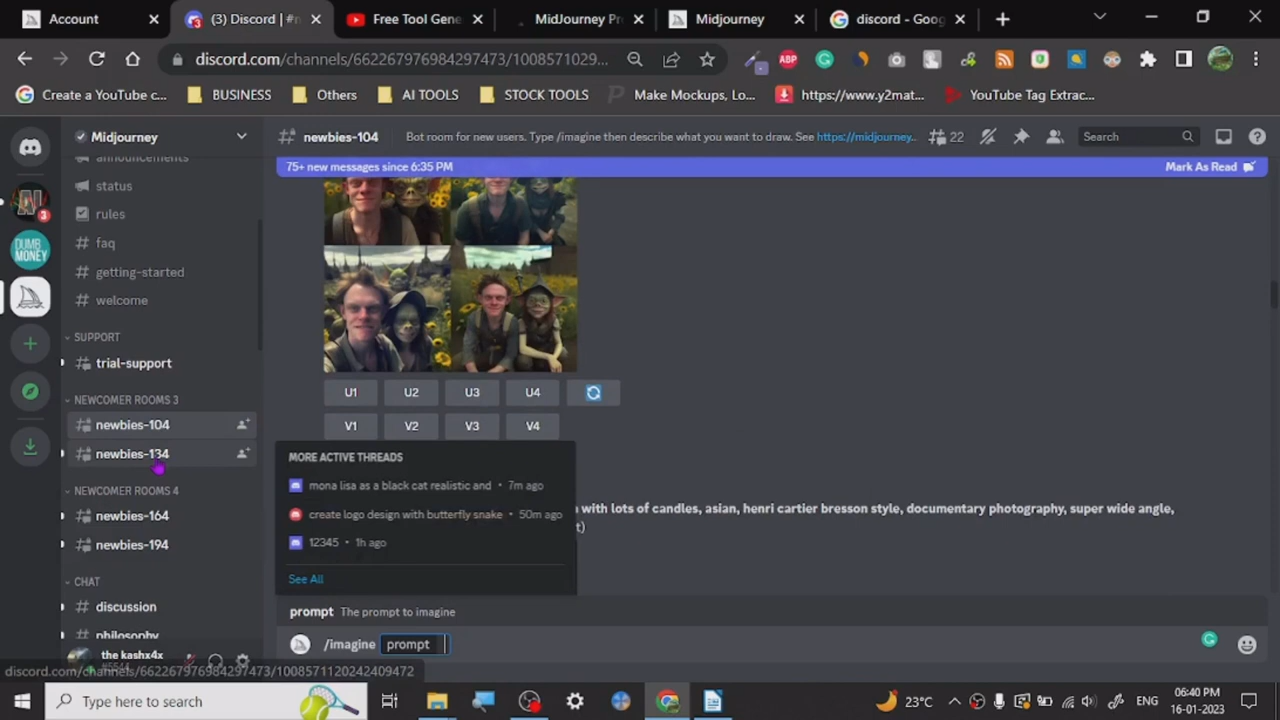 Account
(3) Discord | #n
Free Tool Gene
MidJourney Pr
Midjourney
discord - Goog
discord.com/channels/662267976984297473/1008571029...
ABP
Create a YouTube c...
BUSINESS
Others
AI TOOLS
STOCK TOOLS
Make Mockups, Lo...
https://www.y2mat...
YouTube Tag Extrac...
Midjourney
newbies-104
Bot room for new users. Type /imagine then describe what you want to draw. See https://midjourney..
22
Search
75+ new messages since 6:35 PM
Mark As Read
announcements
status
rules
faq
getting-started
welcome
SUPPORT
trial-support
NEWCOMER ROOMS 3
newbies-104
newbies-134
NEWCOMER ROOMS 4
newbies-164
newbies-194
CHAT
discussion
philosophy
the kashx4x
#5544
3
DUMB
MONEY
U1 U2 U3 U4
V1 V2 V3 V4
MORE ACTIVE THREADS
mona lisa as a black cat realistic and • 7m ago
create logo design with butterfly snake • 50m ago
12345 • 1h ago
See All
with lots of candles, asian, henri cartier bresson style, documentary photography, super wide angle,
prompt The prompt to imagine
/imagine prompt
discord.com/channels/662267976984297473/1008571120242409472
Type here to search
23°C
ENG
06:40 PM
16-01-2023